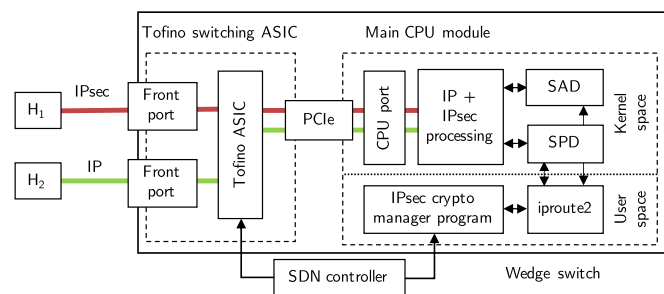 Tofino switching ASIC
Main CPU module
IPsec
H1
Front
port
Tofino ASIC
PCIe
CPU port
IP +
IPsec
processing
SAD
SPD
Kernel
space
IP
H2
Front
port
IPsec crypto
manager program
iproute2
User
space
SDN controller
Wedge switch